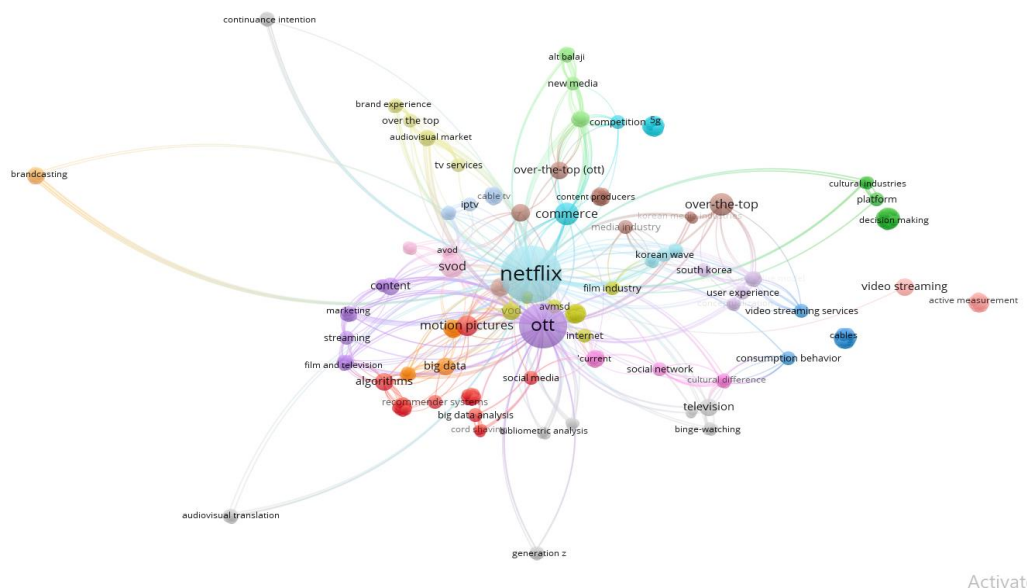 continuance intention
alt balaji
new media
brand experience
over the top
competition
5g
audiovisual market
tv services
over-the-top (ott)
brandcasting
cultural industries
cable tv
content producers
platform
iptv
over-the-top
commerce
decision making
media industry
avod
korean wave
svod
south korea
netflix
content
film industry
user experience
video streaming
active measurement
marketing
vod
avmsd
video streaming services
motion pictures
ott
streaming
internet
cables
film and television
big data
'current
consumption behavior
algorithms
social media
social network
cultural difference
recommender systems
television
big data analysis
cord shaving
bibliometric analysis
binge-watching
audiovisual translation
generation z
Activat